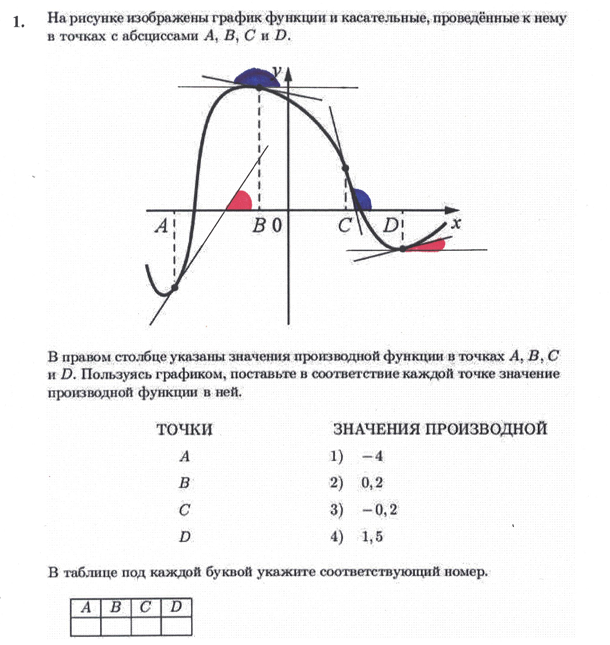 1. На рисунке изображены график функции и касательные, проведённые к нему
в точках с абсциссами A, B, C и D.
y
A B 0 C D x
В правом столбце указаны значения производной функции в точках A, B, C
и D. Пользуясь графиком, поставьте в соответствие каждой точке значение
производной функции в ней.
ТОЧКИ ЗНАЧЕНИЯ ПРОИЗВОДНОЙ
A 1) −4
B 2) 0,2
C 3) −0,2
D 4) 1,5
В таблице под каждой буквой укажите соответствующий номер.
A B C D